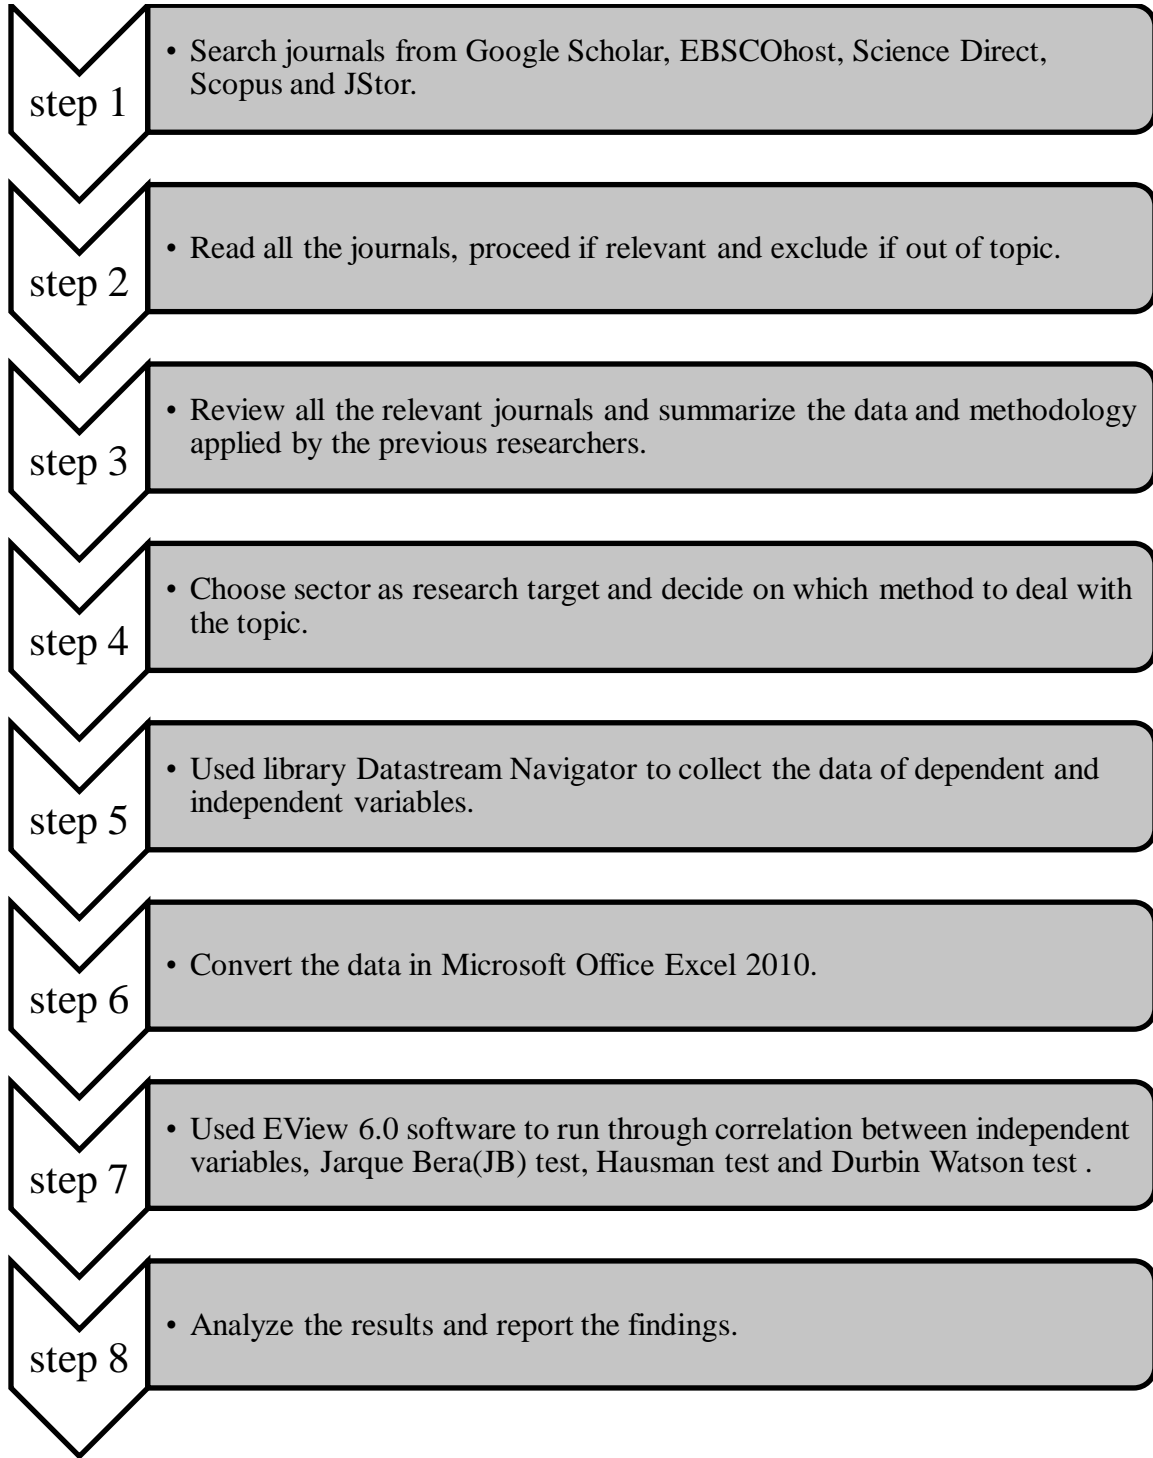 step 1
• Search journals from Google Scholar, EBSCOhost, Science Direct,
Scopus and JStor.
step 2
• Read all the journals, proceed if relevant and exclude if out of topic.
step 3
• Review all the relevant journals and summarize the data and methodology
applied by the previous researchers.
step 4
• Choose sector as research target and decide on which method to deal with
the topic.
step 5
• Used library Datastream Navigator to collect the data of dependent and
independent variables.
step 6
• Convert the data in Microsoft Office Excel 2010.
step 7
• Used EView 6.0 software to run through correlation between independent
variables, Jarque Bera(JB) test, Hausman test and Durbin Watson test .
step 8
• Analyze the results and report the findings.